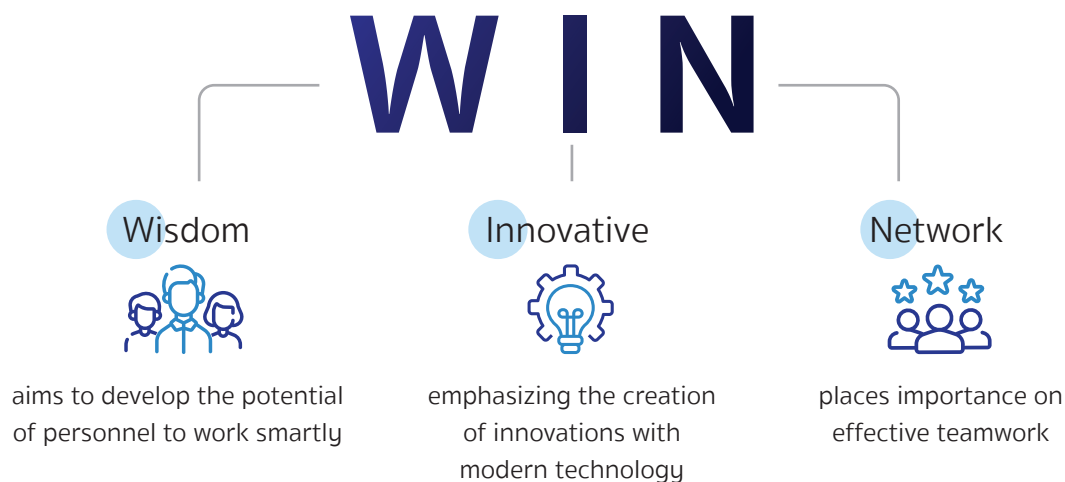 W I N
Wisdom
aims to develop the potential
of personnel to work smartly
Innovative
emphasizing the creation
of innovations with
modern technology
Network
places importance on
effective teamwork